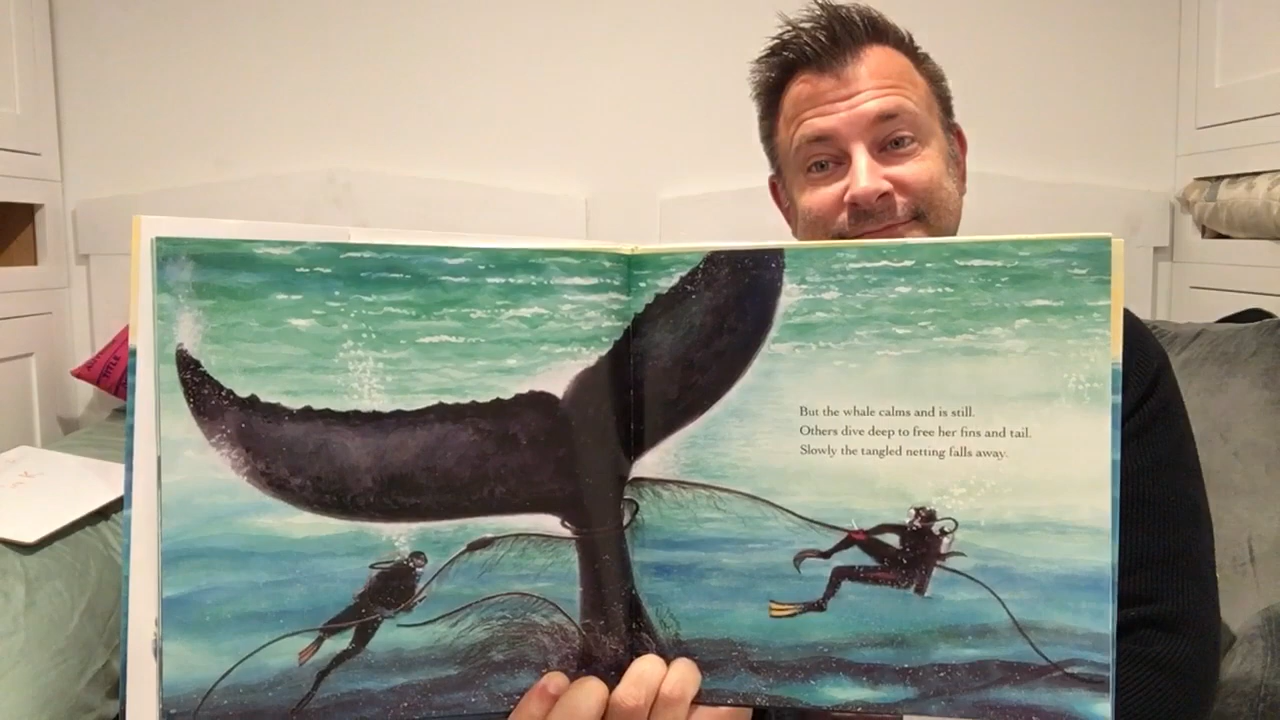 TITLE
But the whale calms and is still.
Others dive deep to free her fins and tail.
Slowly the tangled netting falls away.